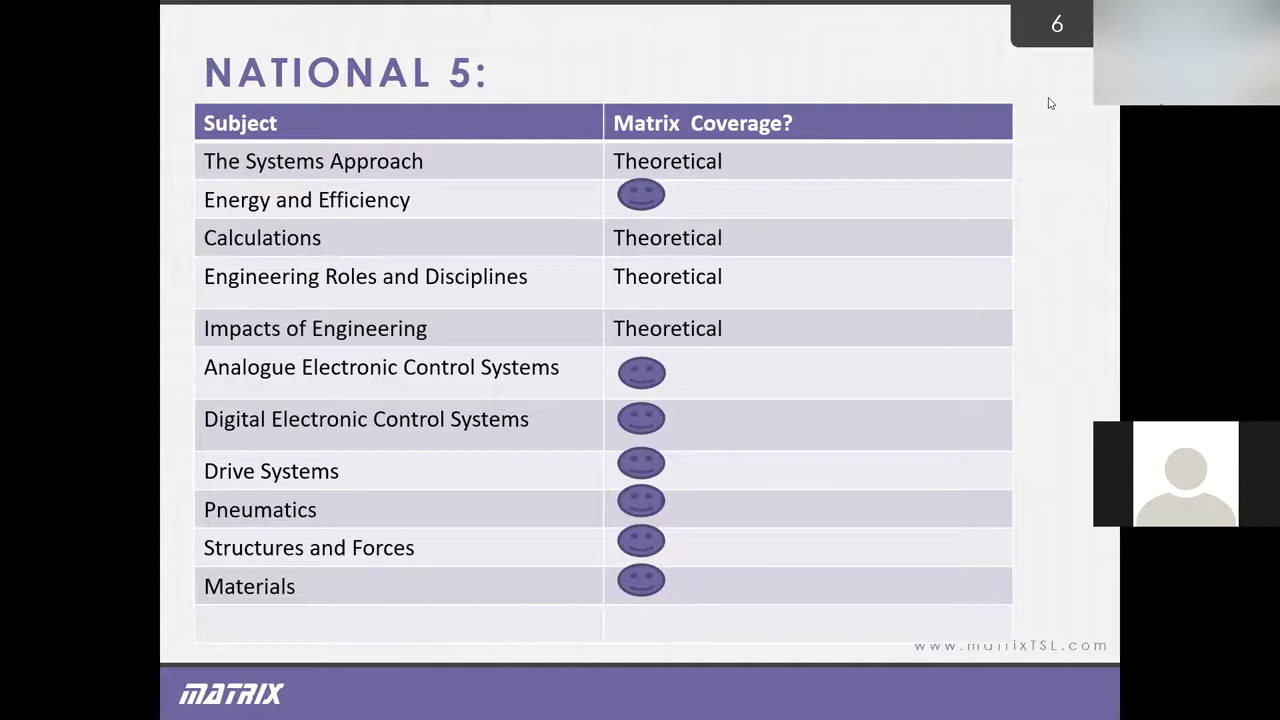 6
NATIONAL 5:
Subject Matrix Coverage?
The Systems Approach Theoretical
Energy and Efficiency
Calculations Theoretical
Engineering Roles and Disciplines Theoretical
Impacts of Engineering Theoretical
Analogue Electronic Control Systems
Digital Electronic Control Systems
Drive Systems
Pneumatics
Structures and Forces
Materials
www.matrixTSL.com
MATRIX